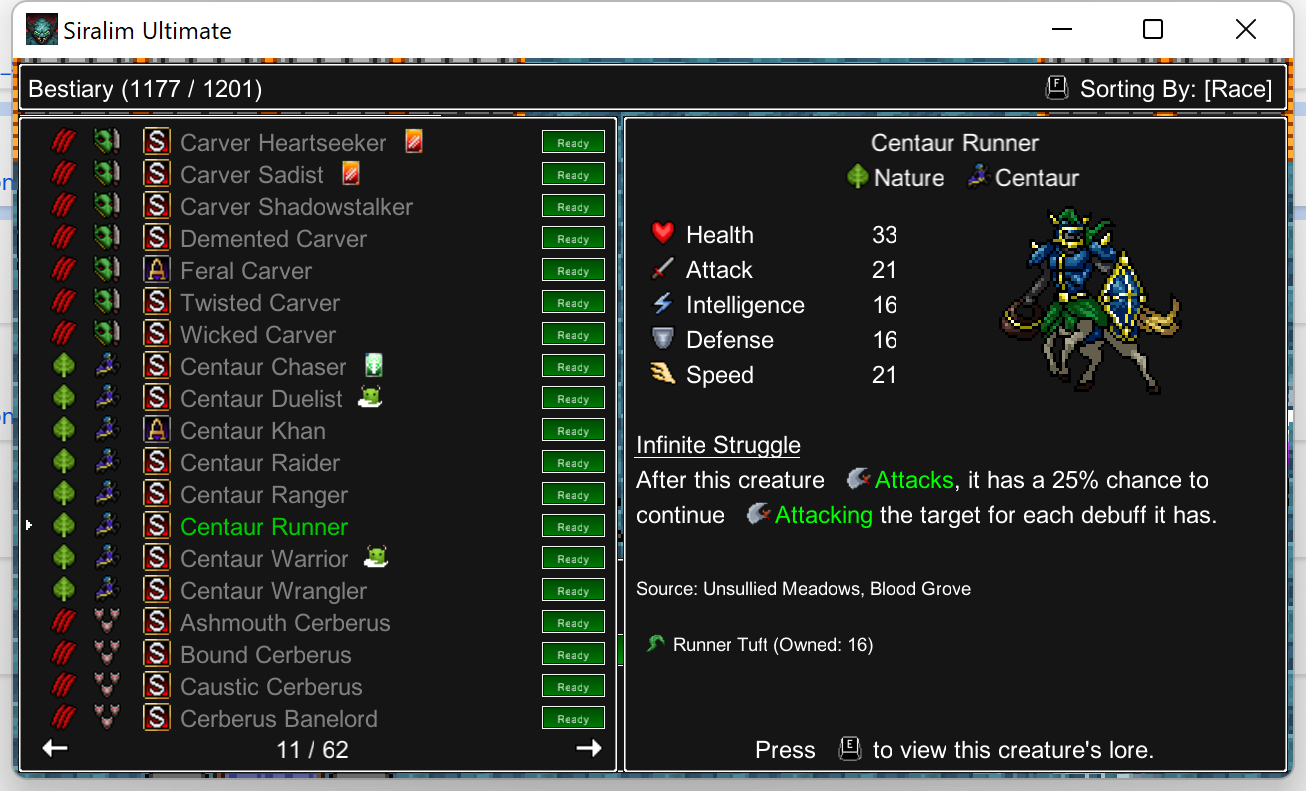 Siralim Ultimate
Bestiary (1177 / 1201)
F Sorting By: [Race]
S Carver Heartseeker Ready
S Carver Sadist Ready
S Carver Shadowstalker Ready
S Demented Carver Ready
A Feral Carver Ready
S Twisted Carver Ready
S Wicked Carver Ready
S Centaur Chaser Ready
S Centaur Duelist Ready
A Centaur Khan Ready
S Centaur Raider Ready
S Centaur Ranger Ready
S Centaur Runner Ready
S Centaur Warrior Ready
S Centaur Wrangler Ready
S Ashmouth Cerberus Ready
S Bound Cerberus Ready
S Caustic Cerberus Ready
S Cerberus Banelord Ready
11 / 62
Centaur Runner
Nature Centaur
Health 33
Attack 21
Intelligence 16
Defense 16
Speed 21
Infinite Struggle
After this creature Attacks, it has a 25% chance to
continue Attacking the target for each debuff it has.
Source: Unsullied Meadows, Blood Grove
Runner Tuft (Owned: 16)
Press E to view this creature's lore.